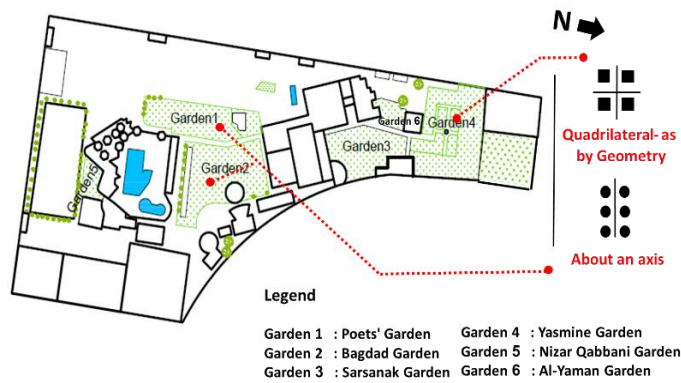 N
Garden1
Garden 6
Garden4
Garden3
Garden2
Garden5
Quadrilateral- as
by Geometry
About an axis
Legend
Garden 1 : Poets' Garden
Garden 2 : Bagdad Garden
Garden 3 : Sarsanak Garden
Garden 4 : Yasmine Garden
Garden 5 : Nizar Qabbani Garden
Garden 6 : Al-Yaman Garden